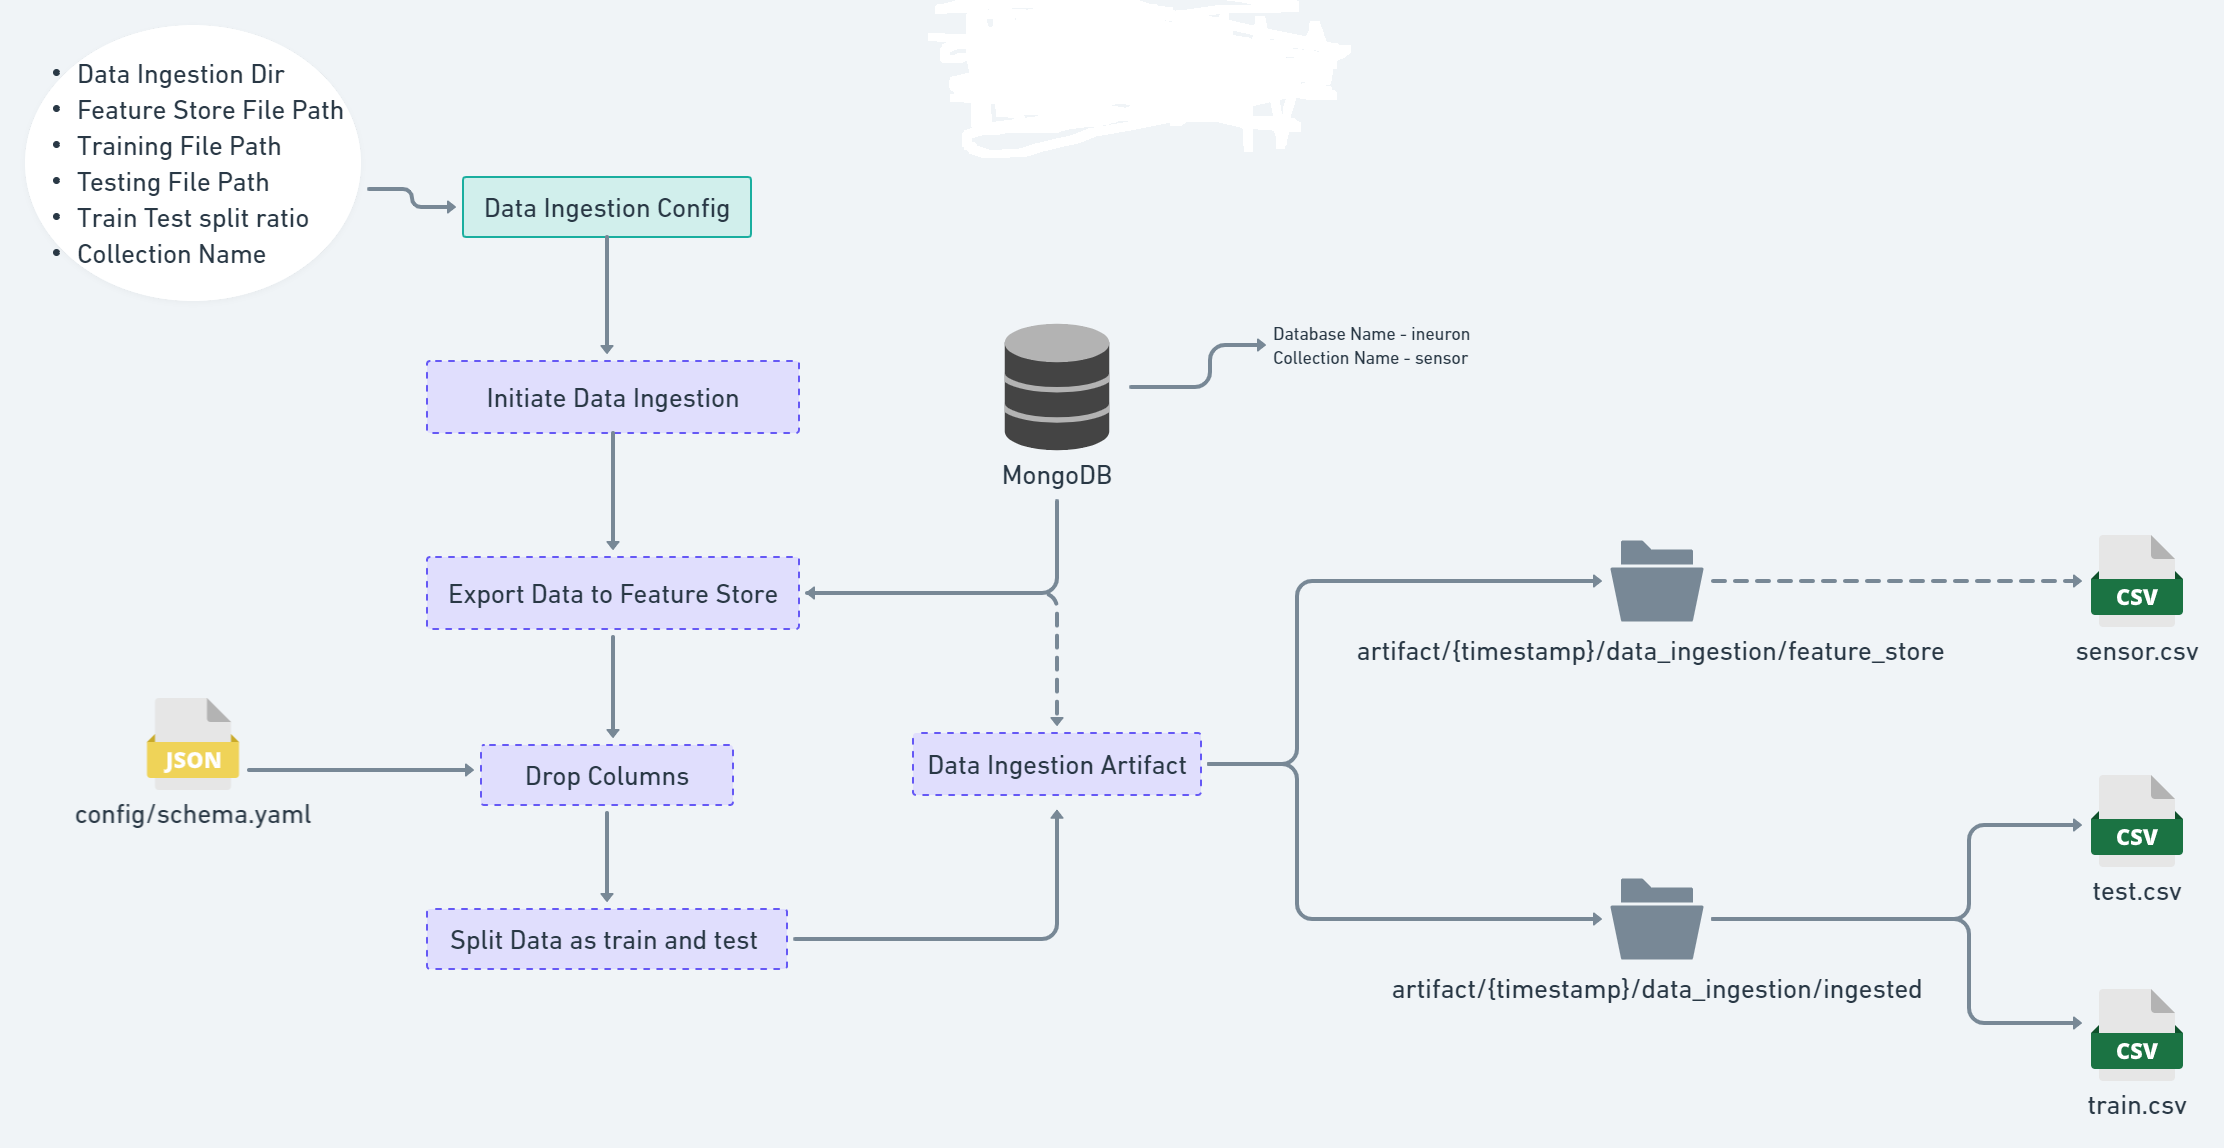 • Data Ingestion Dir
• Feature Store File Path
• Training File Path
• Testing File Path
• Train Test split ratio
• Collection Name
Data Ingestion Config
Initiate Data Ingestion
Database Name - ineuron
Collection Name - sensor
MongoDB
Export Data to Feature Store
CSV
artifact/{timestamp}/data_ingestion/feature_store
sensor.csv
JSON
config/schema.yaml
Drop Columns
Data Ingestion Artifact
CSV
test.csv
Split Data as train and test
artifact/{timestamp}/data_ingestion/ingested
CSV
train.csv